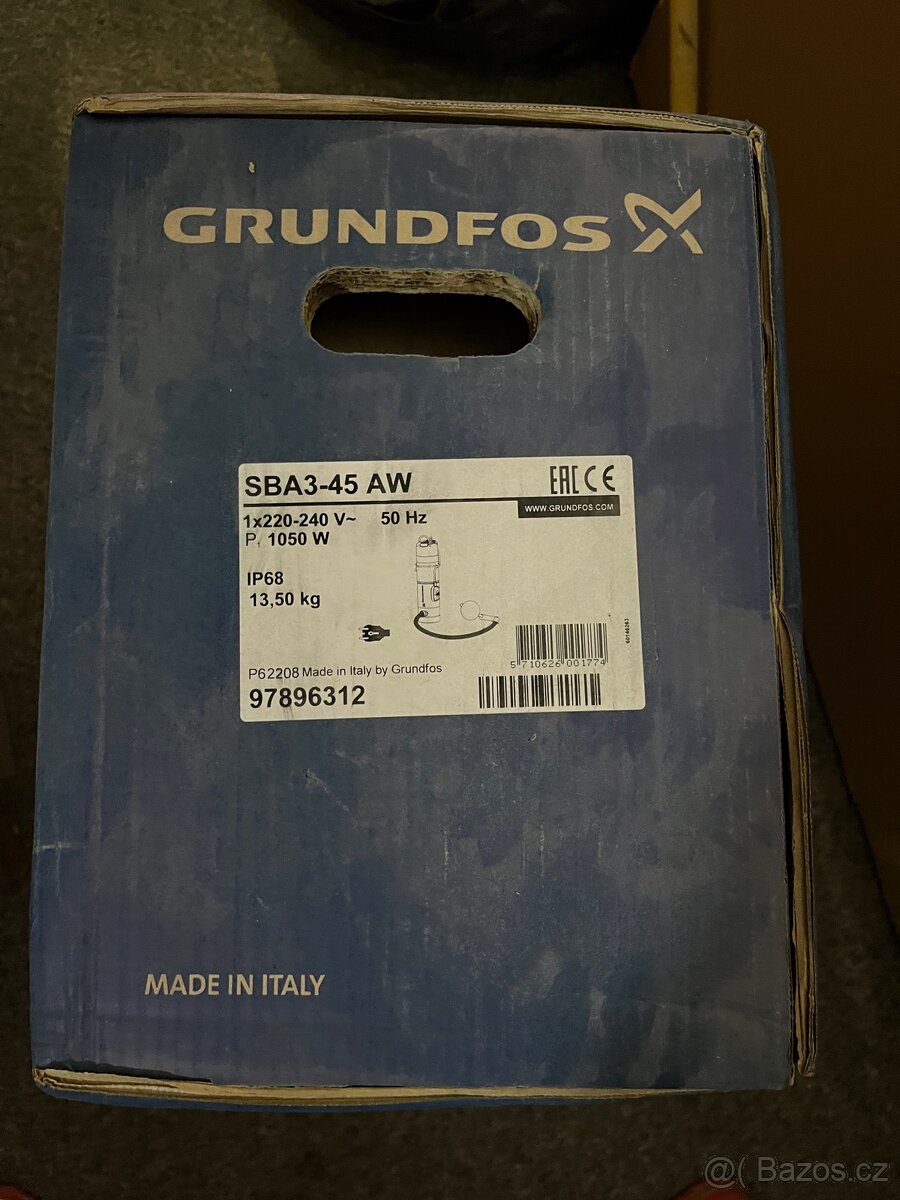 GRUNDFOS
SBA3-45 AW
EAC CE
1x220-240 V~ 50 Hz
WWW.GRUNDFOS.COM
P₁ 1050 W
IP68
13,50 kg
5 710626 001774
P62208 Made in Italy by Grundfos
97896312
MADE IN ITALY
@( Bazos.cz